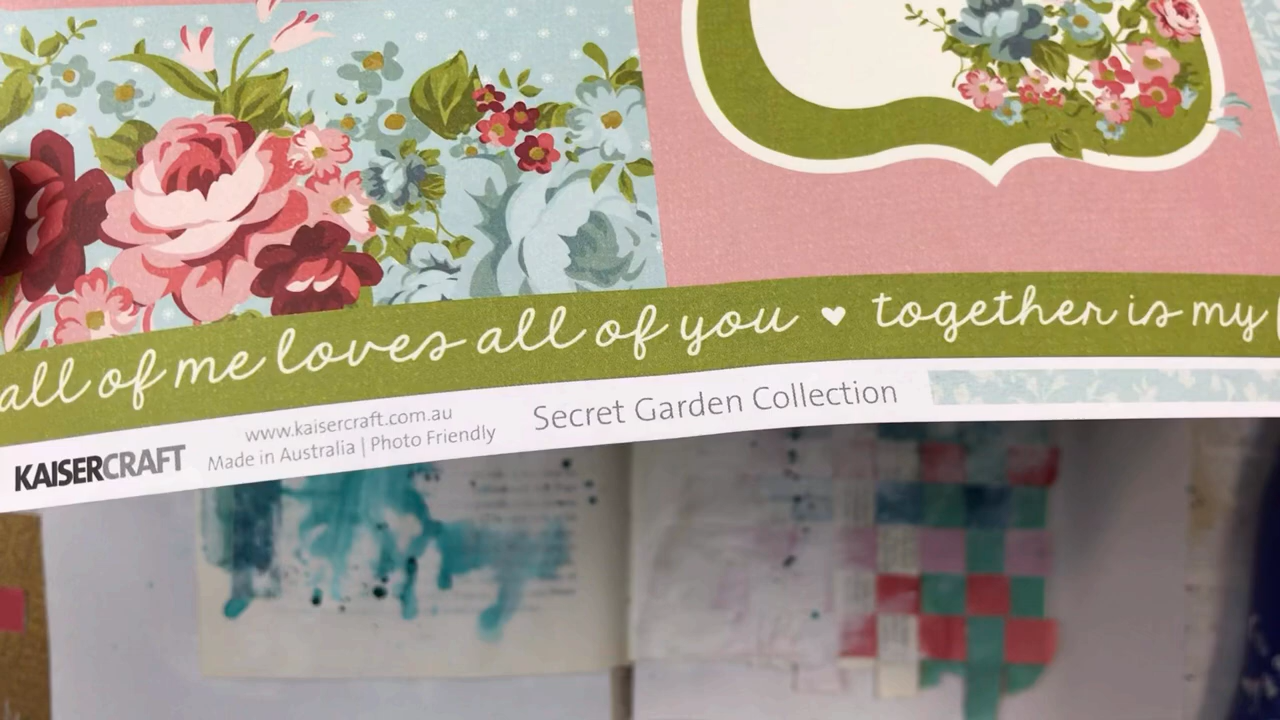 all of me loves all of you ♥ together is my
KAISERCRAFT
www.kaisercraft.com.au
Made in Australia | Photo Friendly
Secret Garden Collection